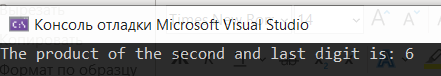 Консоль отладки Microsoft Visual Studio
The product of the second and last digit is: 6
Формат по образцу